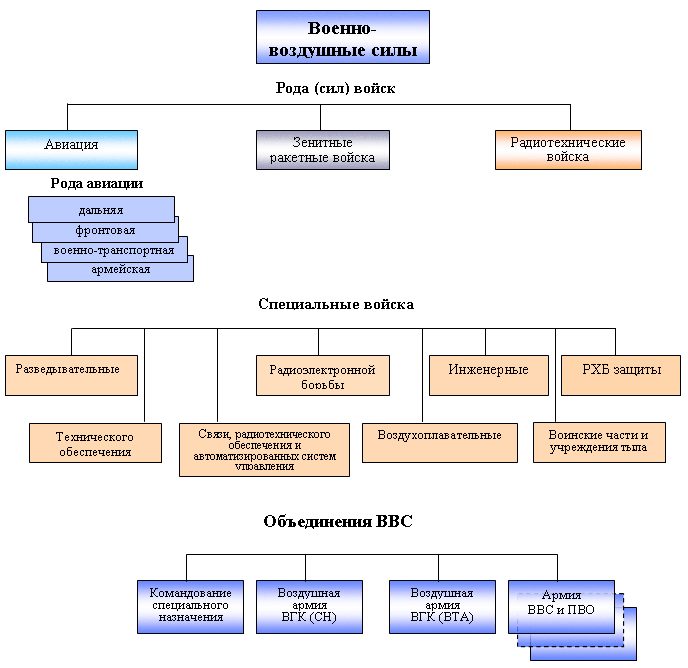 Военно-
воздушные силы
Рода (сил) войск
Авиация
Зенитные
ракетные войска
Радиотехнические
войска
Рода авиации
дальняя
фронтовая
военно-транспортная
армейская
Специальные войска
Разведывательные
Радиоэлектронной
борьбы
Инженерные
РХБ защиты
Технического
обеспечения
Связи, радиотехнического
обеспечения и
автоматизированных систем
управления
Воздухоплавательные
Воинские части и
учреждения тыла
Объединения ВВС
Командование
специального
назначения
Воздушная
армия
ВГК (СН)
Воздушная
армия
ВГК (ВТА)
Армия
ВВС и ПВО